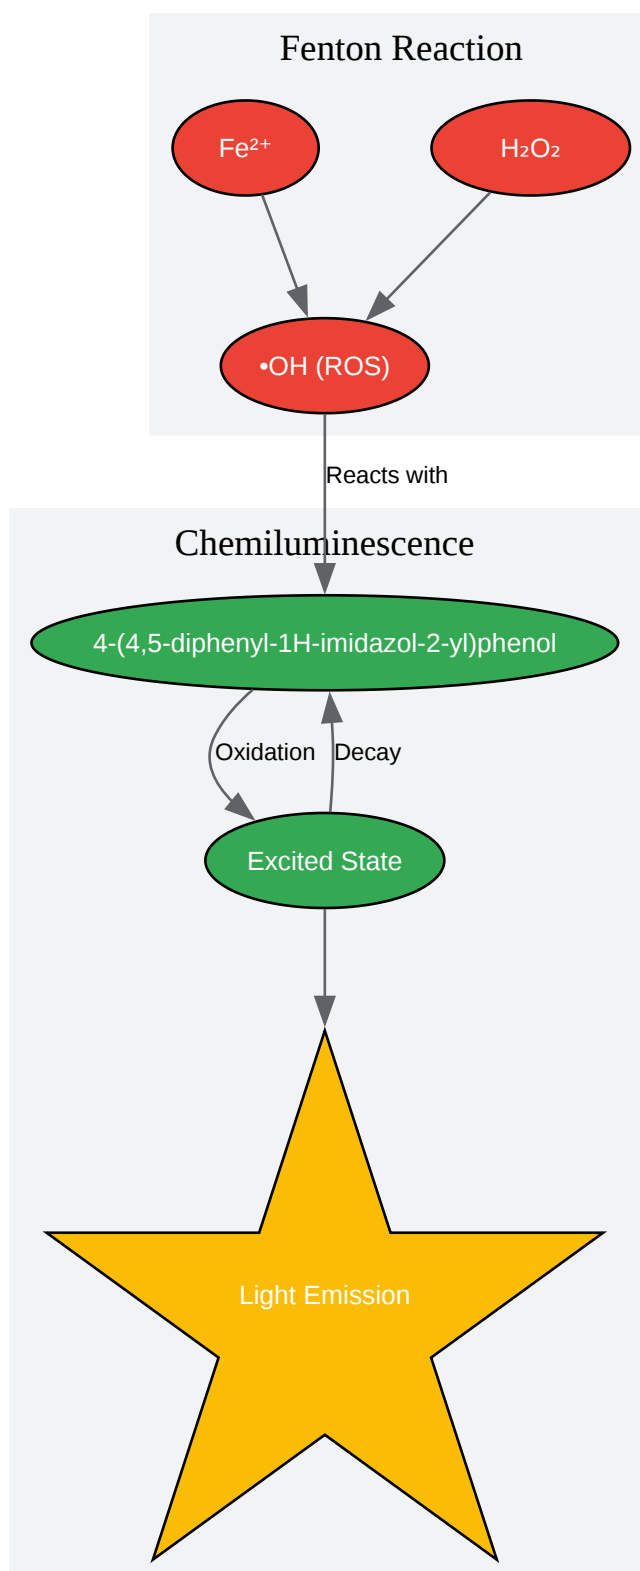 Fenton Reaction
Fe²⁺
H₂O₂
•OH (ROS)
Reacts with
Chemiluminescence
4-(4,5-diphenyl-1H-imidazol-2-yl)phenol
Oxidation
Decay
Excited State
Light Emission